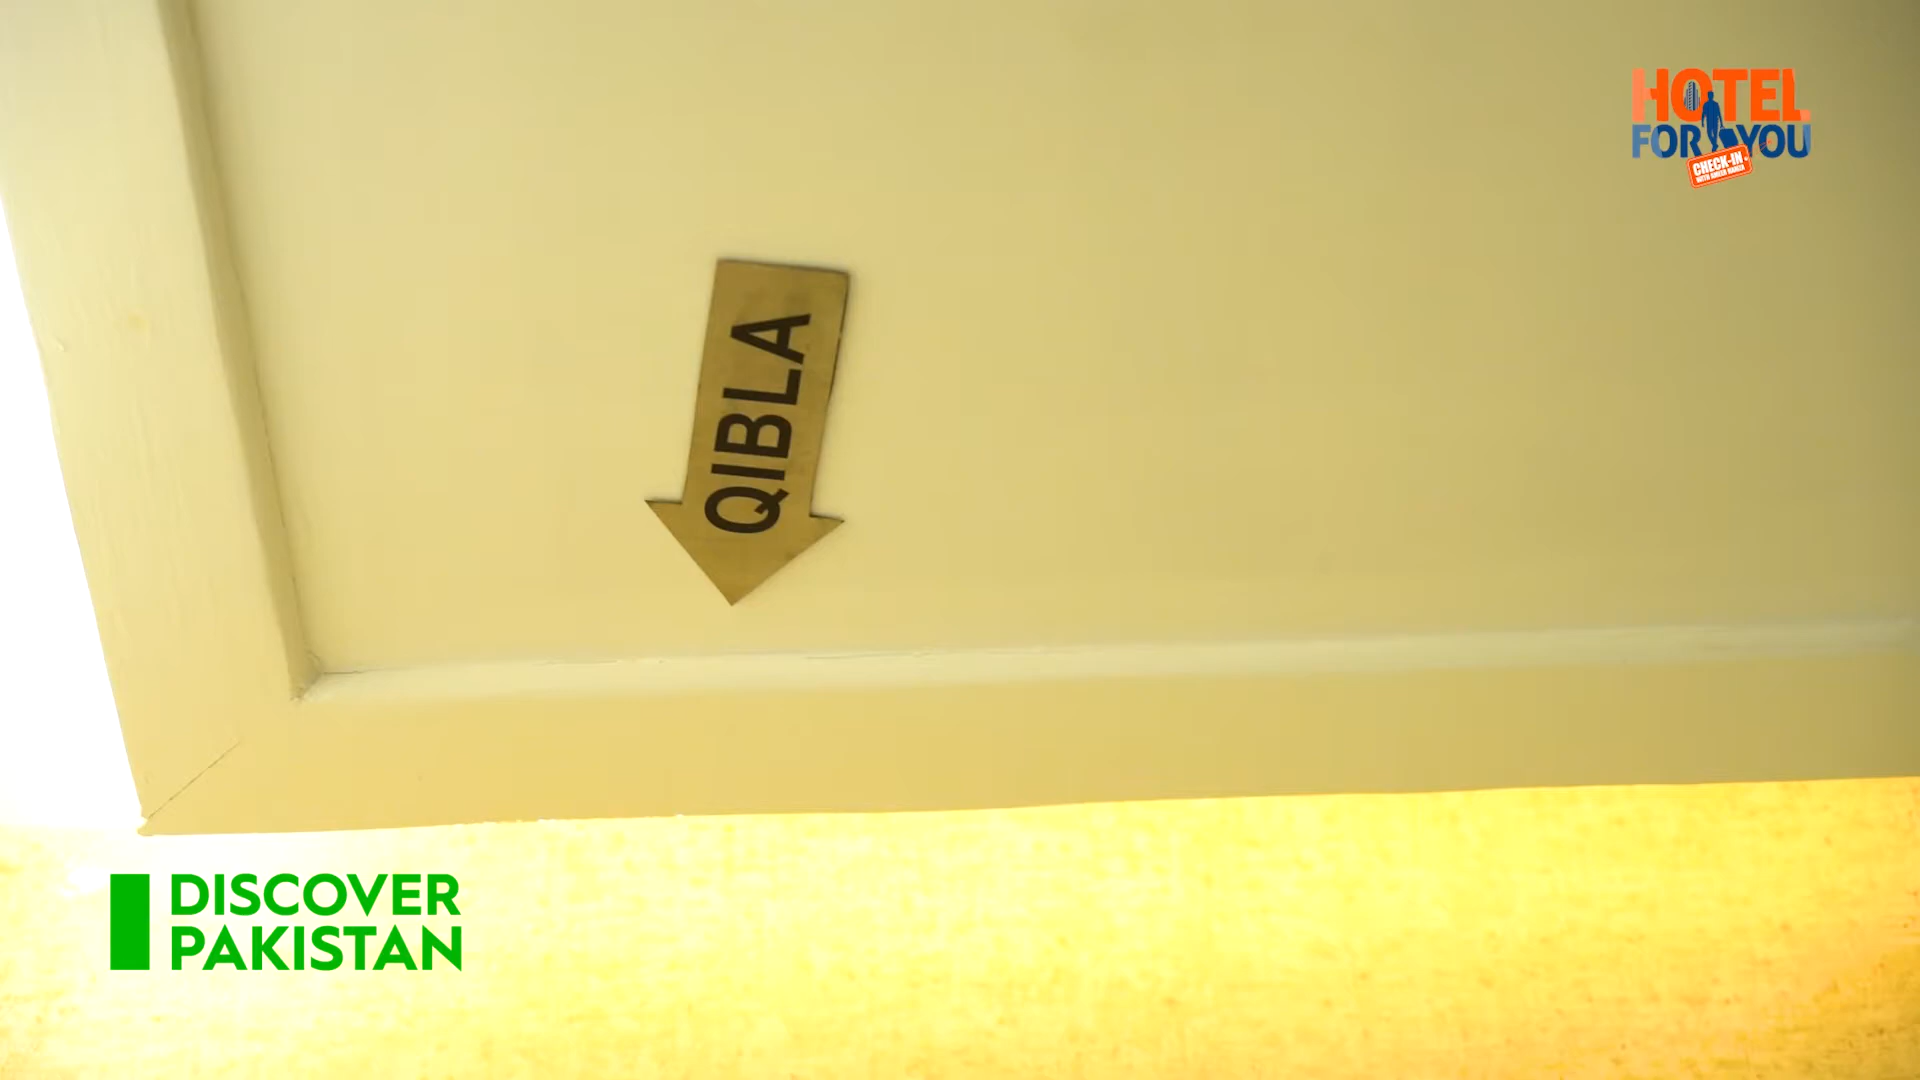 HOTEL
FOR YOU
CHECK-IN
QIBLA
DISCOVER
PAKISTAN